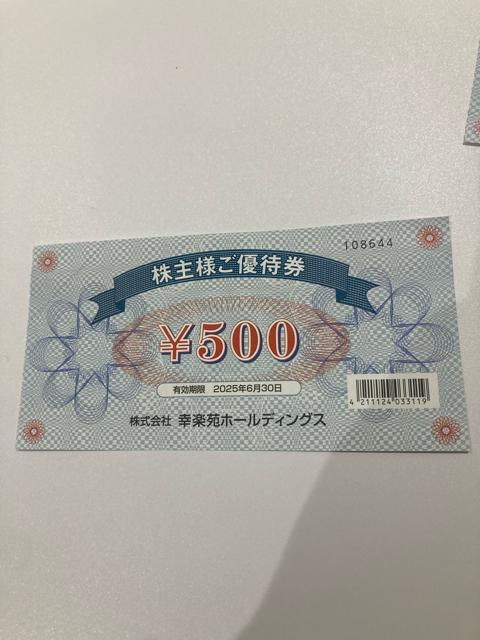 108644
株主様ご優待券
¥500
有効期限 2025年6月30日
4 211124 033119
株式会社 幸楽苑ホールディングス